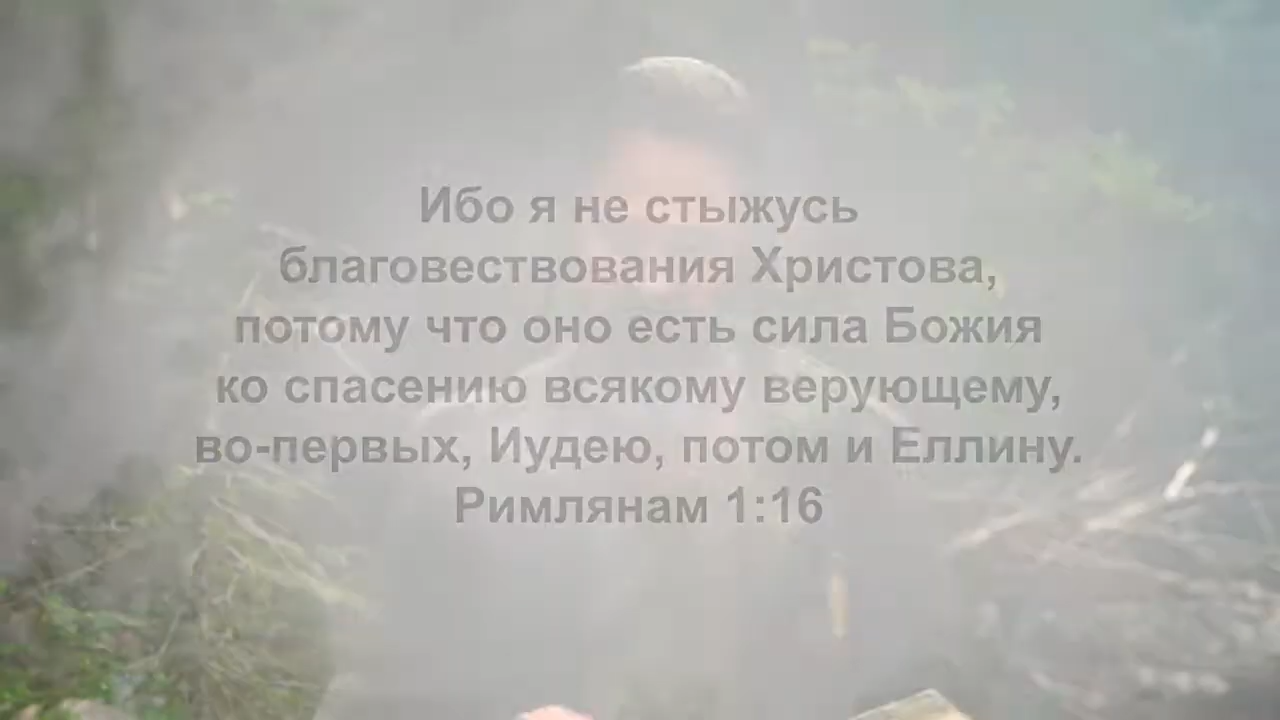 Ибо я не стыжусь
благовествования Христова,
потому что оно есть сила Божия
ко спасению всякому верующему,
во-первых, Иудею, потом и Еллину.
Римлянам 1:16